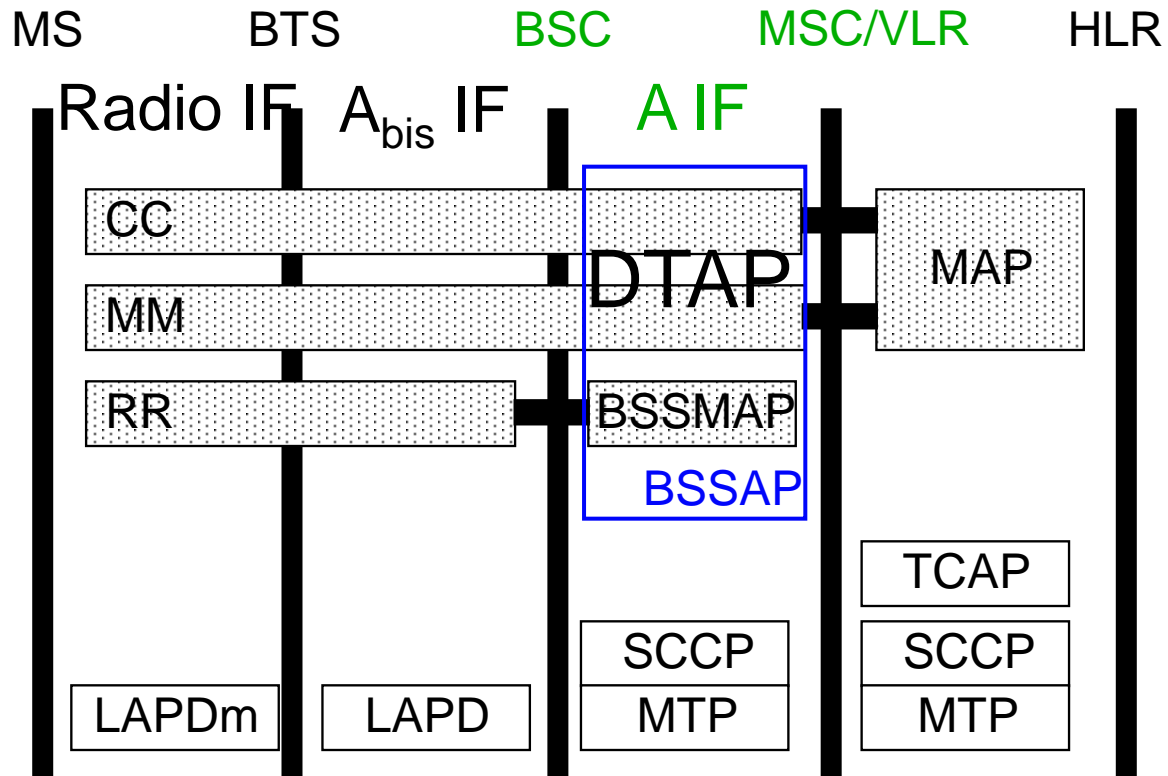 MS BTS BSC MSC/VLR HLR
Radio IF Abis IF A IF
CC
DTAP
MAP
MM
RR
BSSMAP
BSSAP
TCAP
SCCP SCCP
LAPDm LAPD MTP MTP